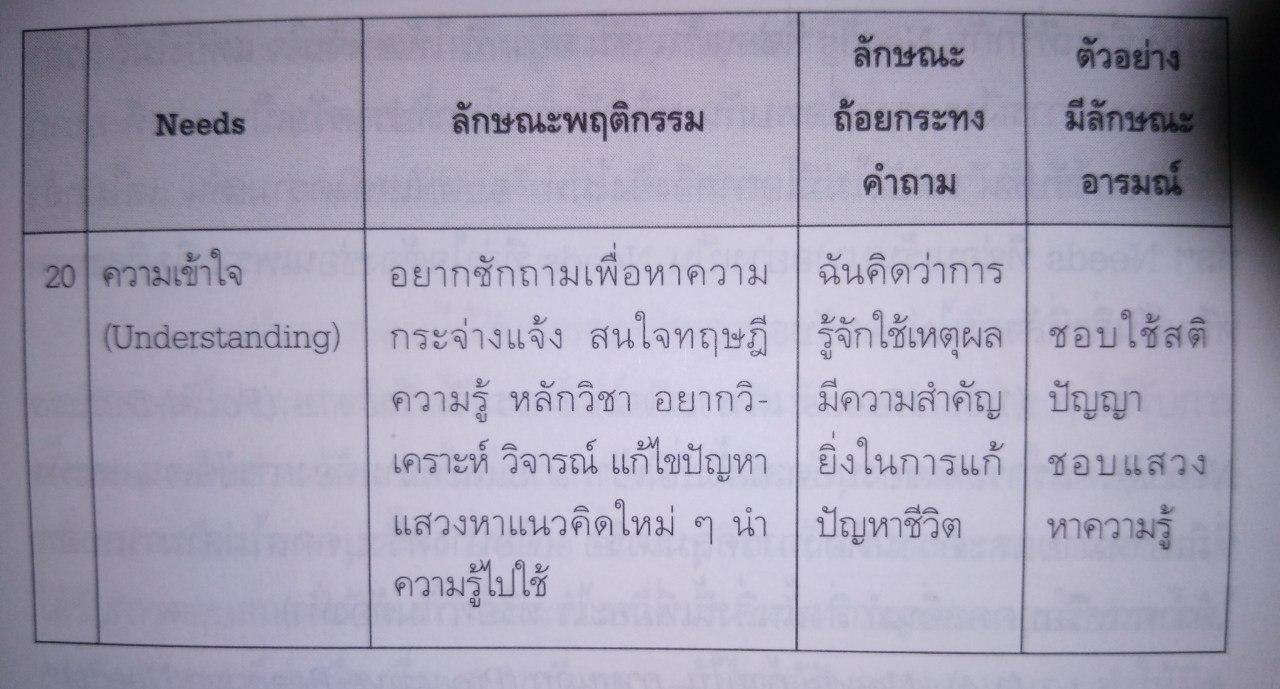 Needs
ลักษณะพฤติกรรม
ลักษณะ
ถ้อยกระทง
คำถาม
ตัวอย่าง
มีลักษณะ
อารมณ์
20
ความเข้าใจ
(Understanding)
อยากซักถามเพื่อหาความ
กระจ่างแจ้ง สนใจทฤษฎี
ความรู้ หลักวิชา อยากวิ-
เคราะห์ วิจารณ์ แก้ไขปัญหา
แสวงหาแนวคิดใหม่ ๆ นำ
ความรู้ไปใช้
ฉันคิดว่าการ
รู้จักใช้เหตุผล
มีความสำคัญ
ยิ่งในการแก้
ปัญหาชีวิต
ชอบใช้สติ
ปัญญา
ชอบแสวง
หาความรู้